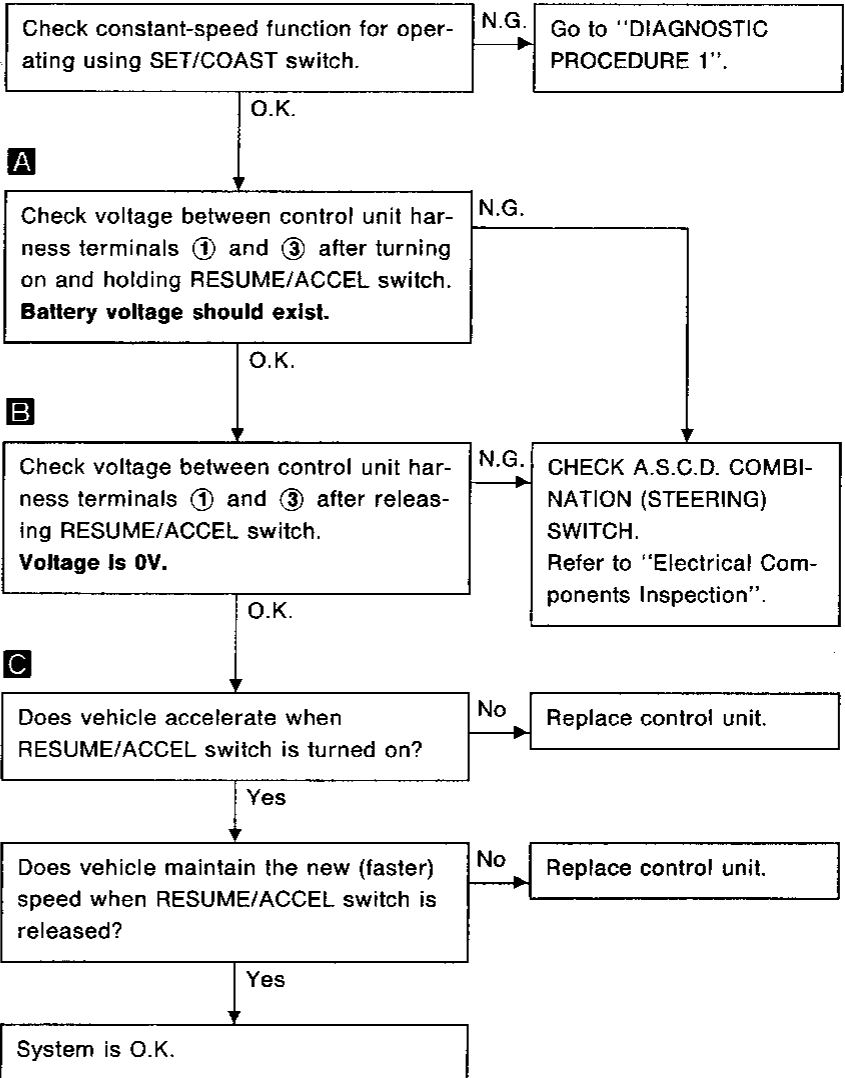 Check constant-speed function for oper-
ating using SET/COAST switch.
N.G.
Go to "DIAGNOSTIC
PROCEDURE 1".
O.K.
A
Check voltage between control unit har-
ness terminals ① and ③ after turning
on and holding RESUME/ACCEL switch.
Battery voltage should exist.
N.G.
O.K.
B
Check voltage between control unit har-
ness terminals ① and ③ after releas-
ing RESUME/ACCEL switch.
Voltage is 0V.
N.G.
CHECK A.S.C.D. COMBI-
NATION (STEERING)
SWITCH.
Refer to "Electrical Com-
ponents Inspection".
O.K.
C
Does vehicle accelerate when
RESUME/ACCEL switch is turned on?
No
Replace control unit.
Yes
Does vehicle maintain the new (faster)
speed when RESUME/ACCEL switch is
released?
No
Replace control unit.
Yes
System is O.K.